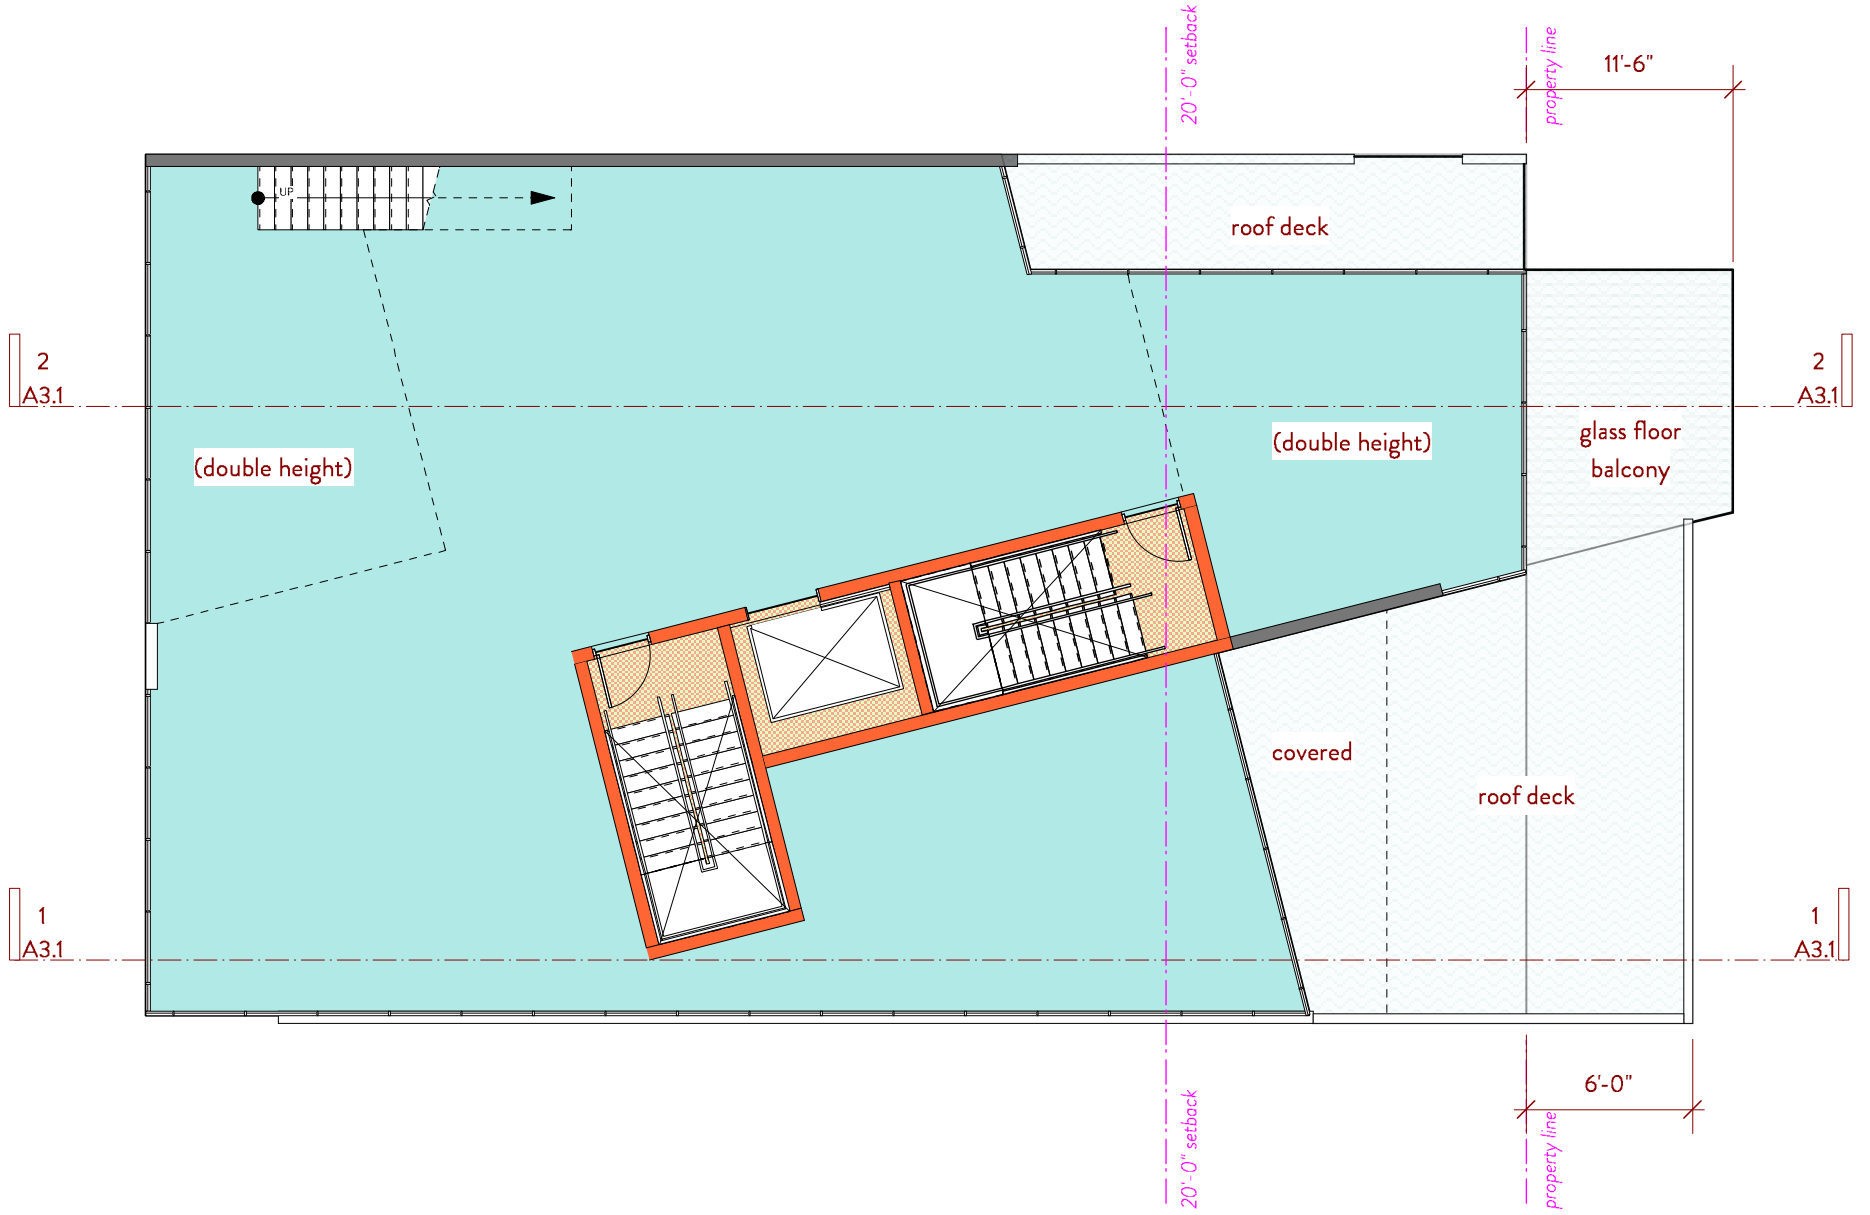 20'-0" setback
property line
11'-6"
UP
roof deck
2
A3.1
2
A3.1
(double height)
(double height)
glass floor
balcony
covered
roof deck
1
A3.1
1
A3.1
6'-0"
20'-0" setback
property line